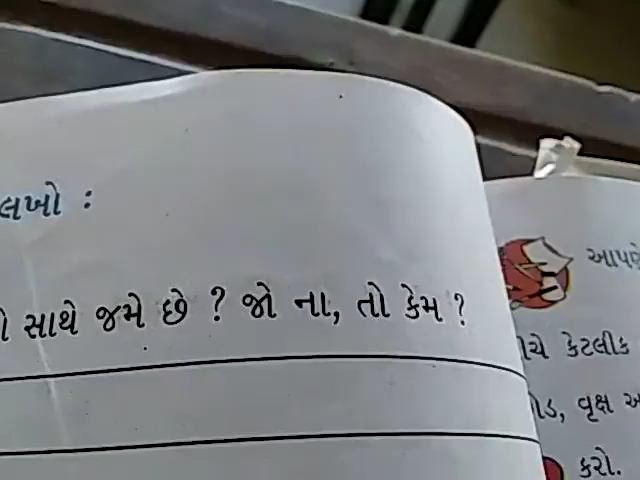 લખો :
સાથે જમે છે ? જો ના, તો કેમ ?
આપણે
કેટલીક
વૃક્ષ
કરો.